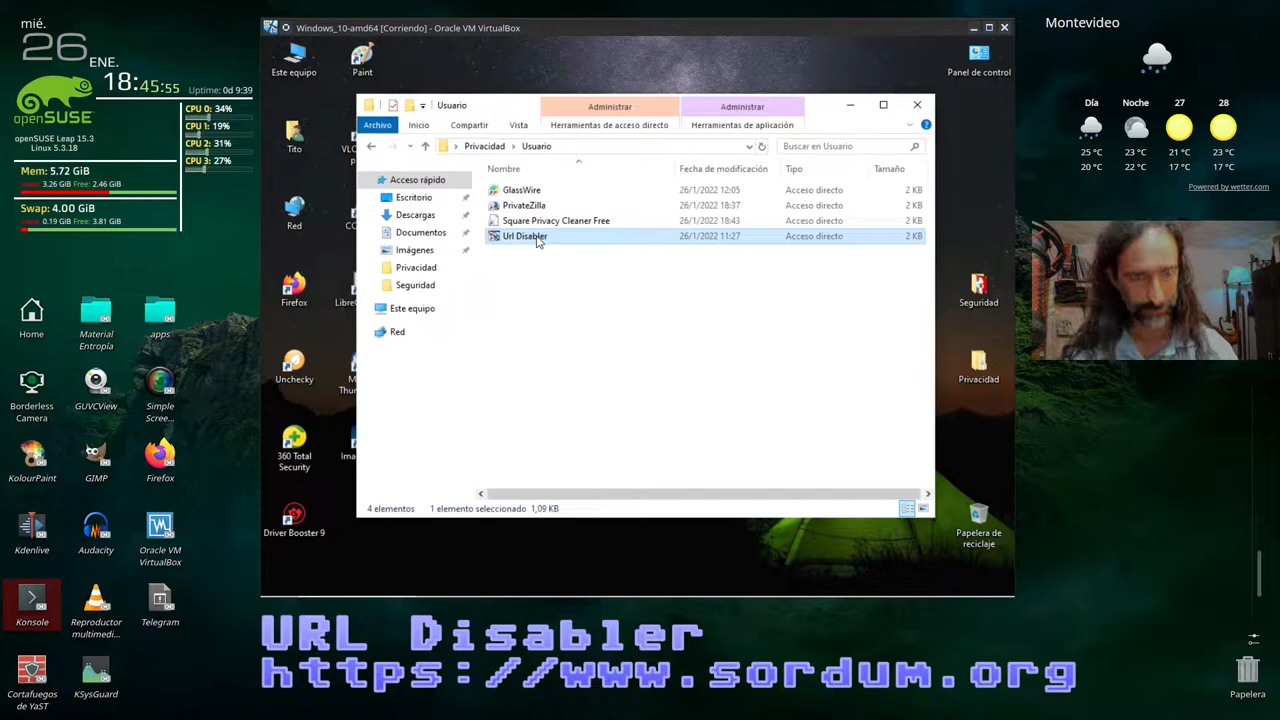 mié.
26
ENE.
18:45:55
Uptime: 0d 9:39
openSUSE
openSUSE Leap 15.3
Linux 5.3.18
CPU 0: 34%
CPU 1: 19%
CPU 2: 31%
CPU 3: 27%
Mem: 5.72 GiB
Used: 3.26 GiB Free: 2.46 GiB
Swap: 4.00 GiB
Used: 0.19 GiB Free: 3.81 GiB
Home
Material Entropía
apps
Borderless Camera
GUVCView
Simple Scree...
KolourPaint
GIMP
Firefox
Kdenlive
Audacity
Oracle VM VirtualBox
Konsole
Reproductor multimedi...
Telegram
Cortafuegos de YaST
KSysGuard
Windows_10-amd64 [Corriendo] - Oracle VM VirtualBox
Este equipo
Paint
Panel de control
Tito
VLC
Red
Firefox
Unchecky
360 Total Security
Driver Booster 9
Seguridad
Privacidad
Papelera de reciclaje
Usuario
Administrar
Administrar
Archivo
Inicio
Compartir
Vista
Herramientas de acceso directo
Herramientas de aplicación
Privacidad > Usuario
Buscar en Usuario
Acceso rápido
Escritorio
Descargas
Documentos
Imágenes
Privacidad
Seguridad
Este equipo
Red
Nombre Fecha de modificación Tipo Tamaño
GlassWire 26/1/2022 12:05 Acceso directo 2 KB
PrivateZilla 26/1/2022 18:37 Acceso directo 2 KB
Square Privacy Cleaner Free 26/1/2022 18:43 Acceso directo 2 KB
Url Disabler 26/1/2022 11:27 Acceso directo 2 KB
4 elementos
1 elemento seleccionado 1,09 KB
Montevideo
Día Noche 27 28
25 °C 22 °C 21 °C 23 °C
20 °C 22 °C 17 °C 17 °C
Powered by wetter.com
Papelera
URL Disabler
https://www.sordum.org